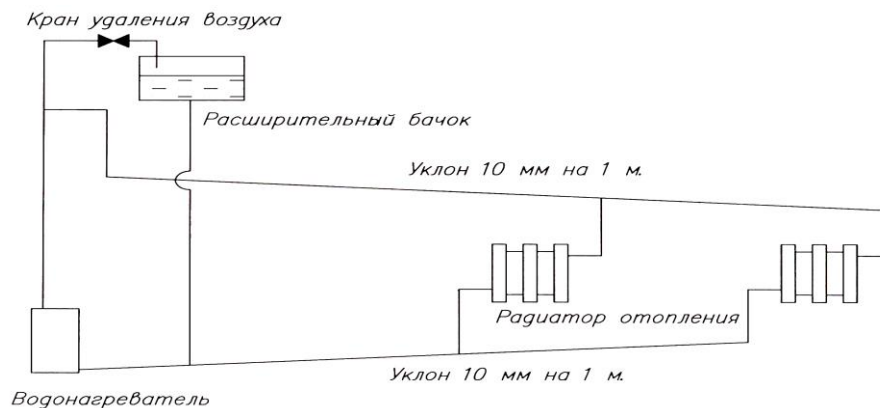 Кран удаления воздуха
Расширительный бачок
Уклон 10 мм на 1 м.
Радиатор отопления
Уклон 10 мм на 1 м.
Водонагреватель